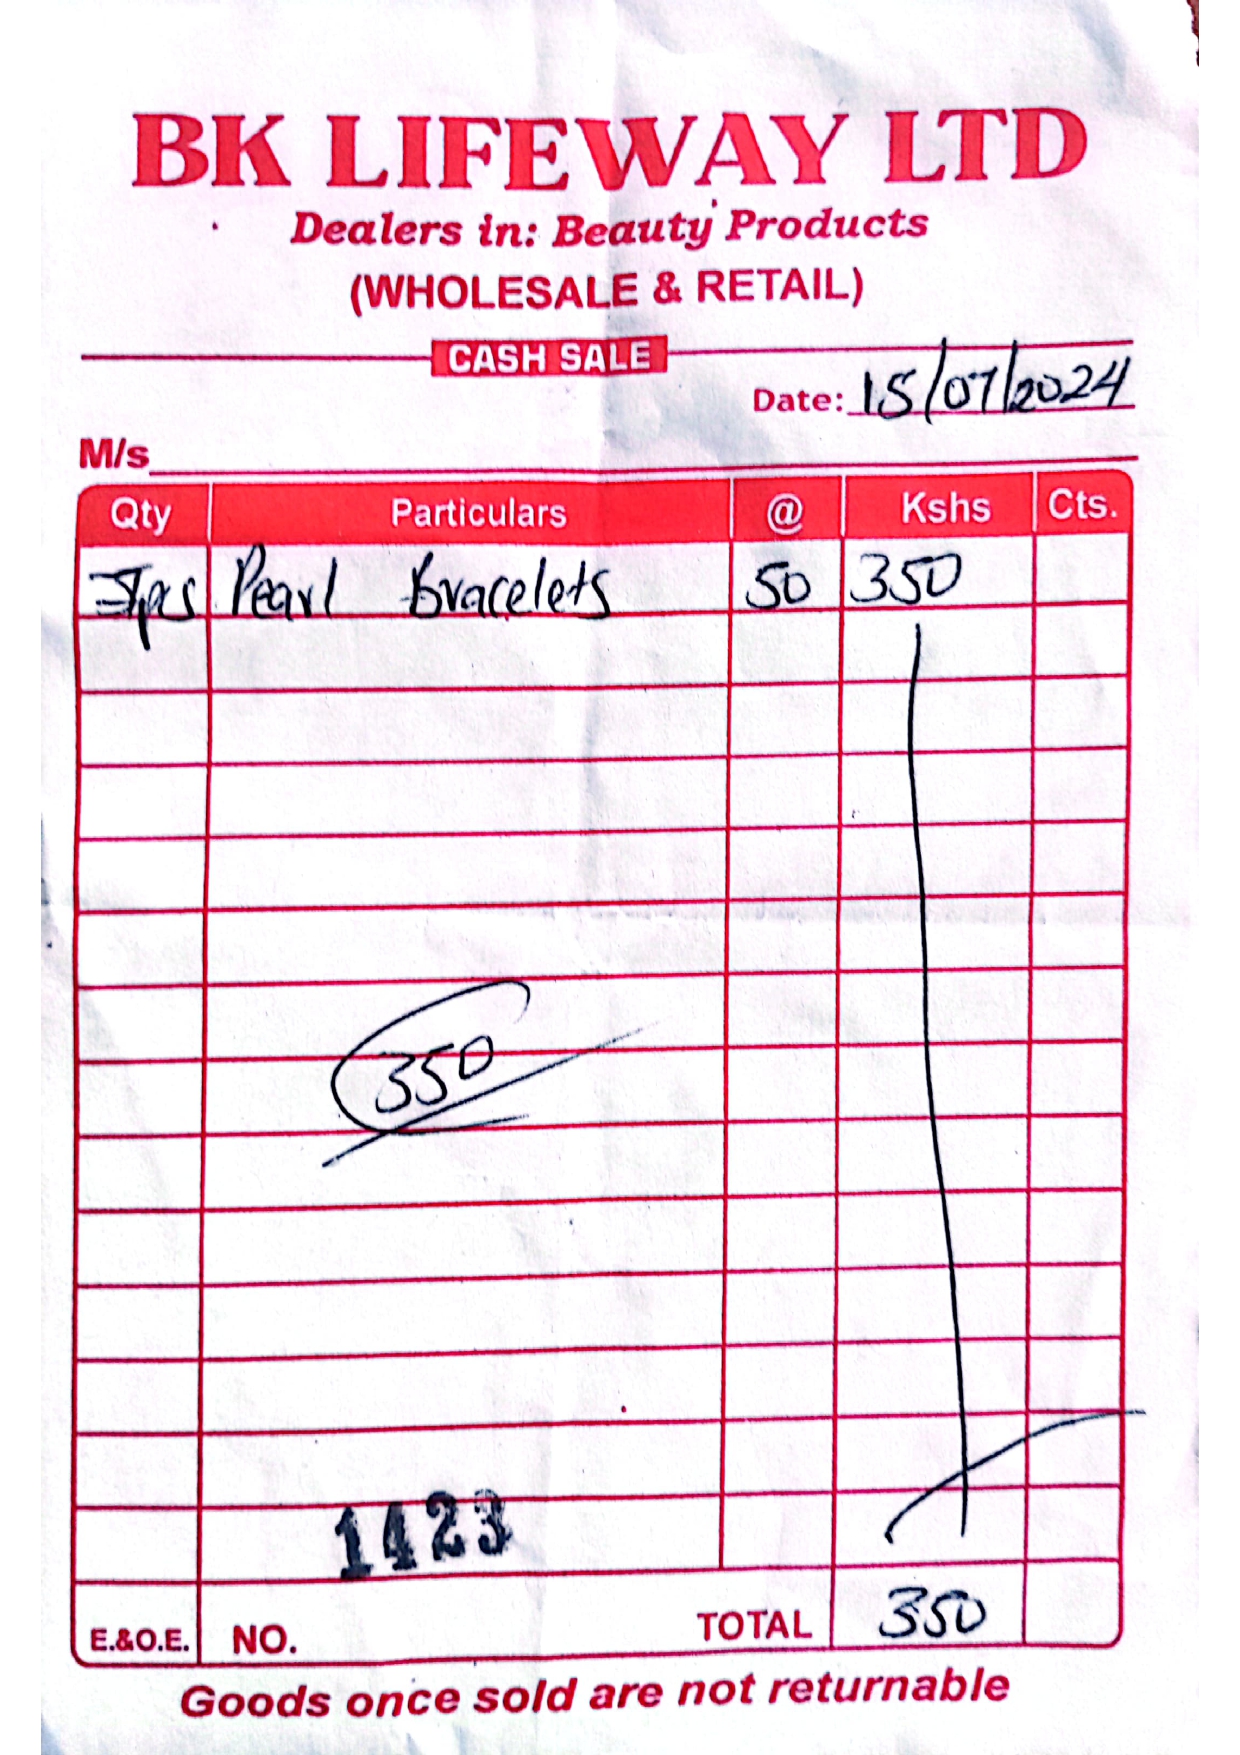 BK LIFEWAY LTD
Dealers in: Beauty Products
(WHOLESALE & RETAIL)
CASH SALE
Date: 15/07/2024
M/s
Qty Particulars @ Kshs Cts.
7pcs Pearl Bracelets 50 350
350
1423
E.&O.E. NO. TOTAL 350
Goods once sold are not returnable